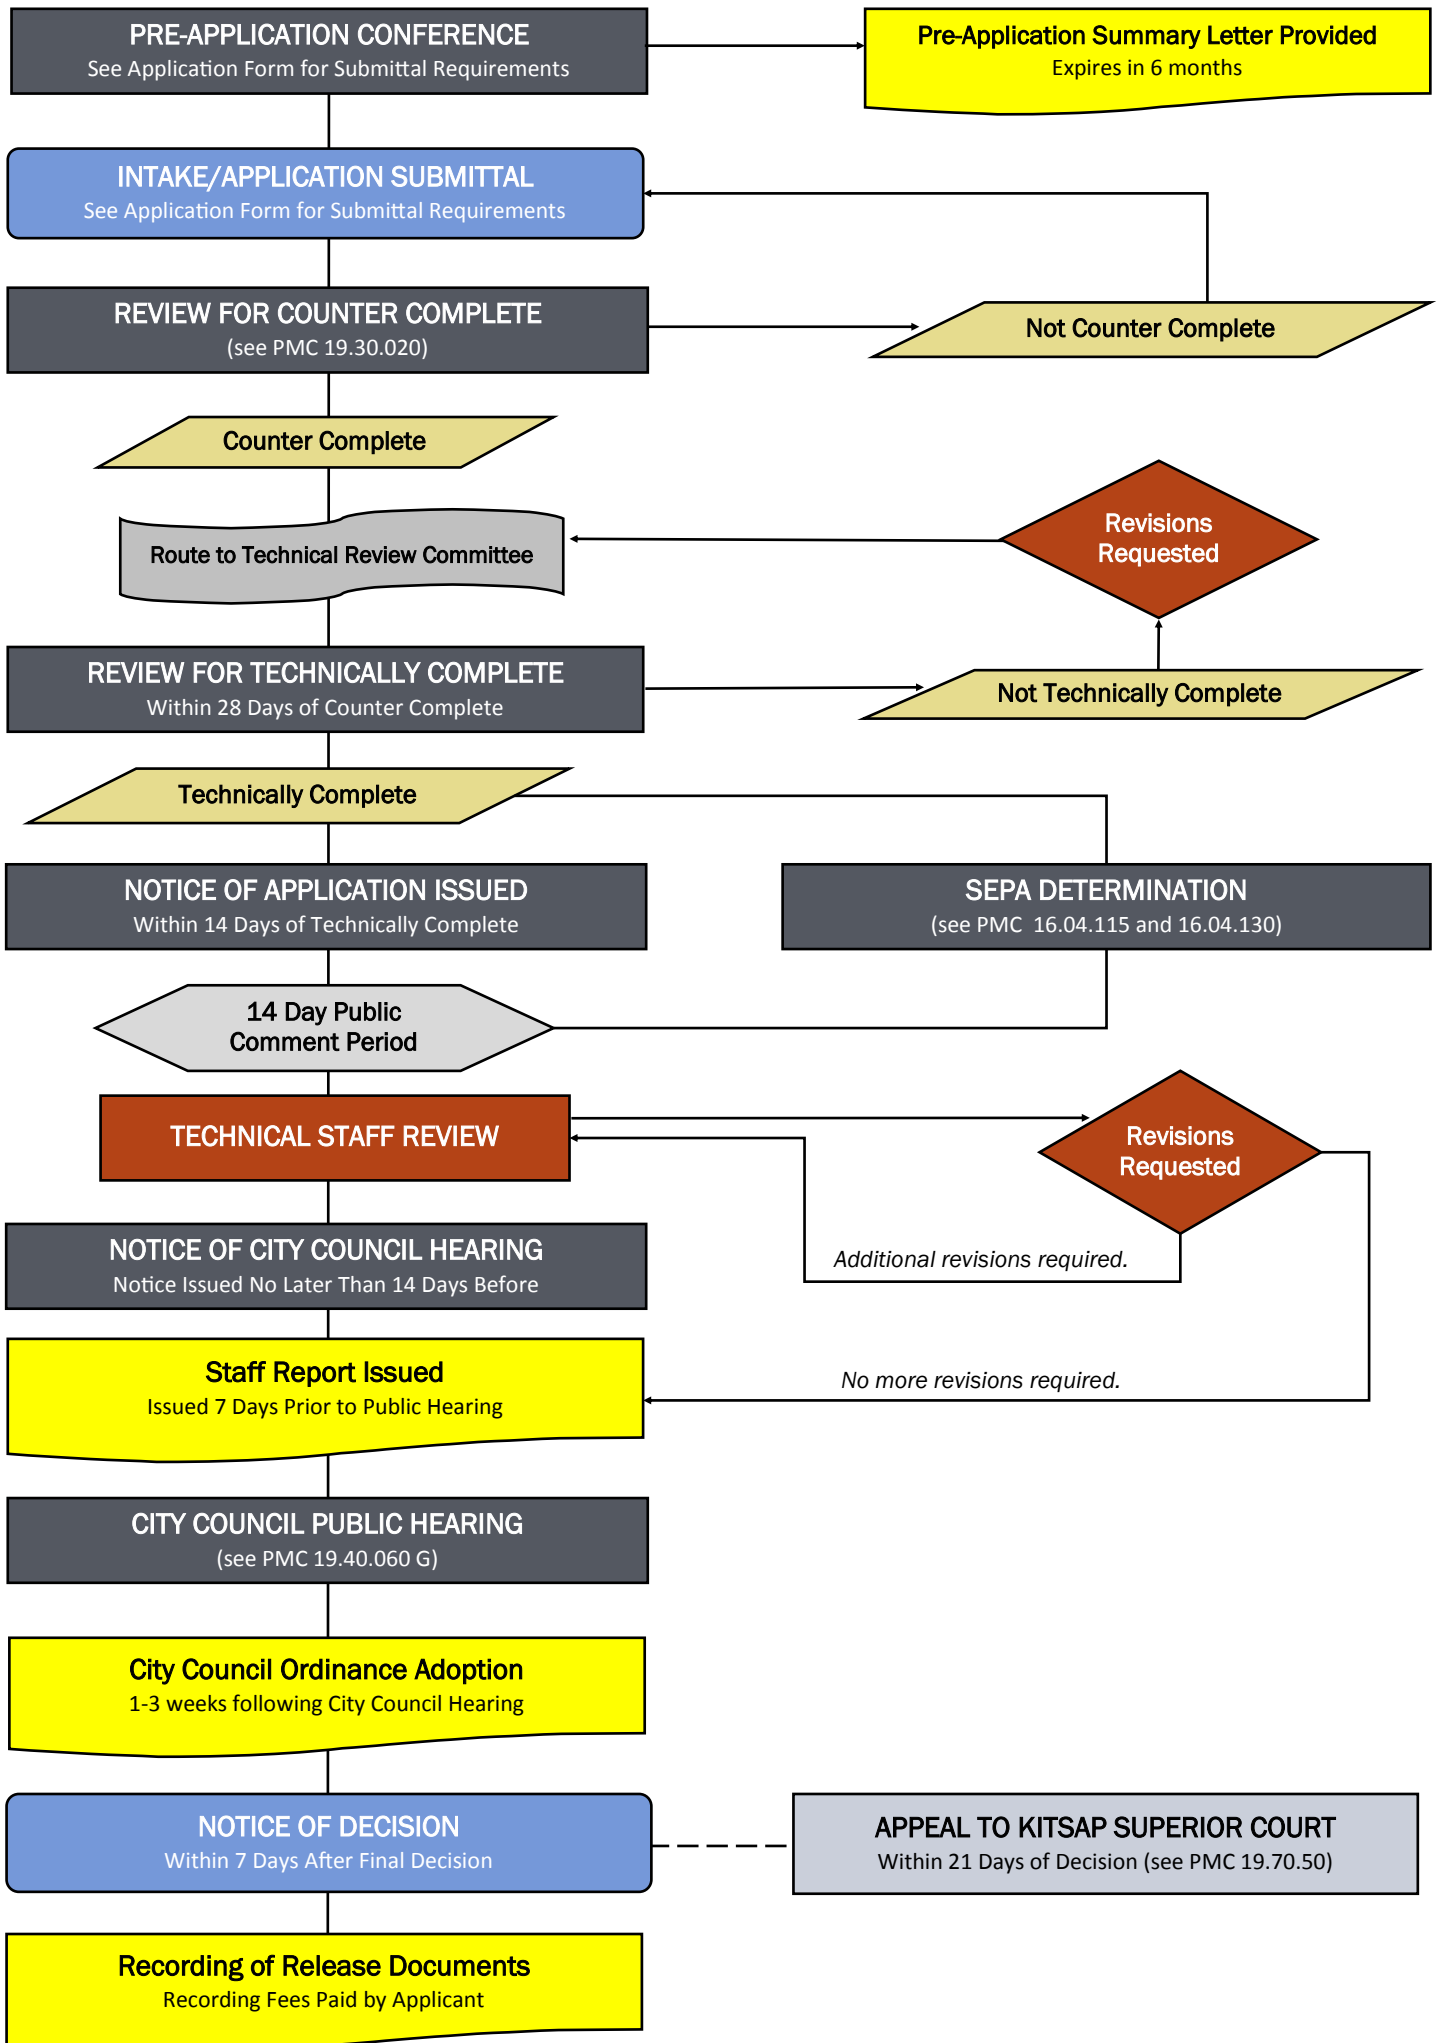 PRE-APPLICATION CONFERENCE
See Application Form for Submittal Requirements
Pre-Application Summary Letter Provided
Expires in 6 months
INTAKE/APPLICATION SUBMITTAL
See Application Form for Submittal Requirements
REVIEW FOR COUNTER COMPLETE
(see PMC 19.30.020)
Not Counter Complete
Counter Complete
Revisions
Requested
Route to Technical Review Committee
REVIEW FOR TECHNICALLY COMPLETE
Within 28 Days of Counter Complete
Not Technically Complete
Technically Complete
NOTICE OF APPLICATION ISSUED
Within 14 Days of Technically Complete
SEPA DETERMINATION
(see PMC 16.04.115 and 16.04.130)
14 Day Public
Comment Period
TECHNICAL STAFF REVIEW
Revisions
Requested
NOTICE OF CITY COUNCIL HEARING
Notice Issued No Later Than 14 Days Before
Additional revisions required.
Staff Report Issued
Issued 7 Days Prior to Public Hearing
No more revisions required.
CITY COUNCIL PUBLIC HEARING
(see PMC 19.40.060 G)
City Council Ordinance Adoption
1-3 weeks following City Council Hearing
NOTICE OF DECISION
Within 7 Days After Final Decision
APPEAL TO KITSAP SUPERIOR COURT
Within 21 Days of Decision (see PMC 19.70.50)
Recording of Release Documents
Recording Fees Paid by Applicant